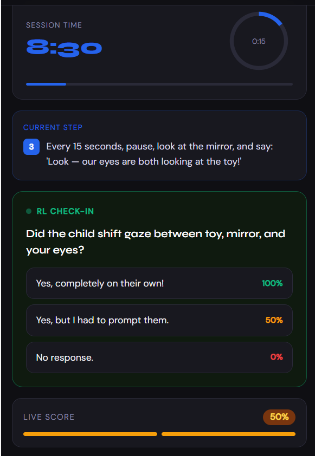 SESSION TIME
8:30
0:15
CURRENT STEP
3 Every 15 seconds, pause, look at the mirror, and say:
'Look — our eyes are both looking at the toy!'
RL CHECK-IN
Did the child shift gaze between toy, mirror, and
your eyes?
Yes, completely on their own! 100%
Yes, but I had to prompt them. 50%
No response. 0%
LIVE SCORE 50%